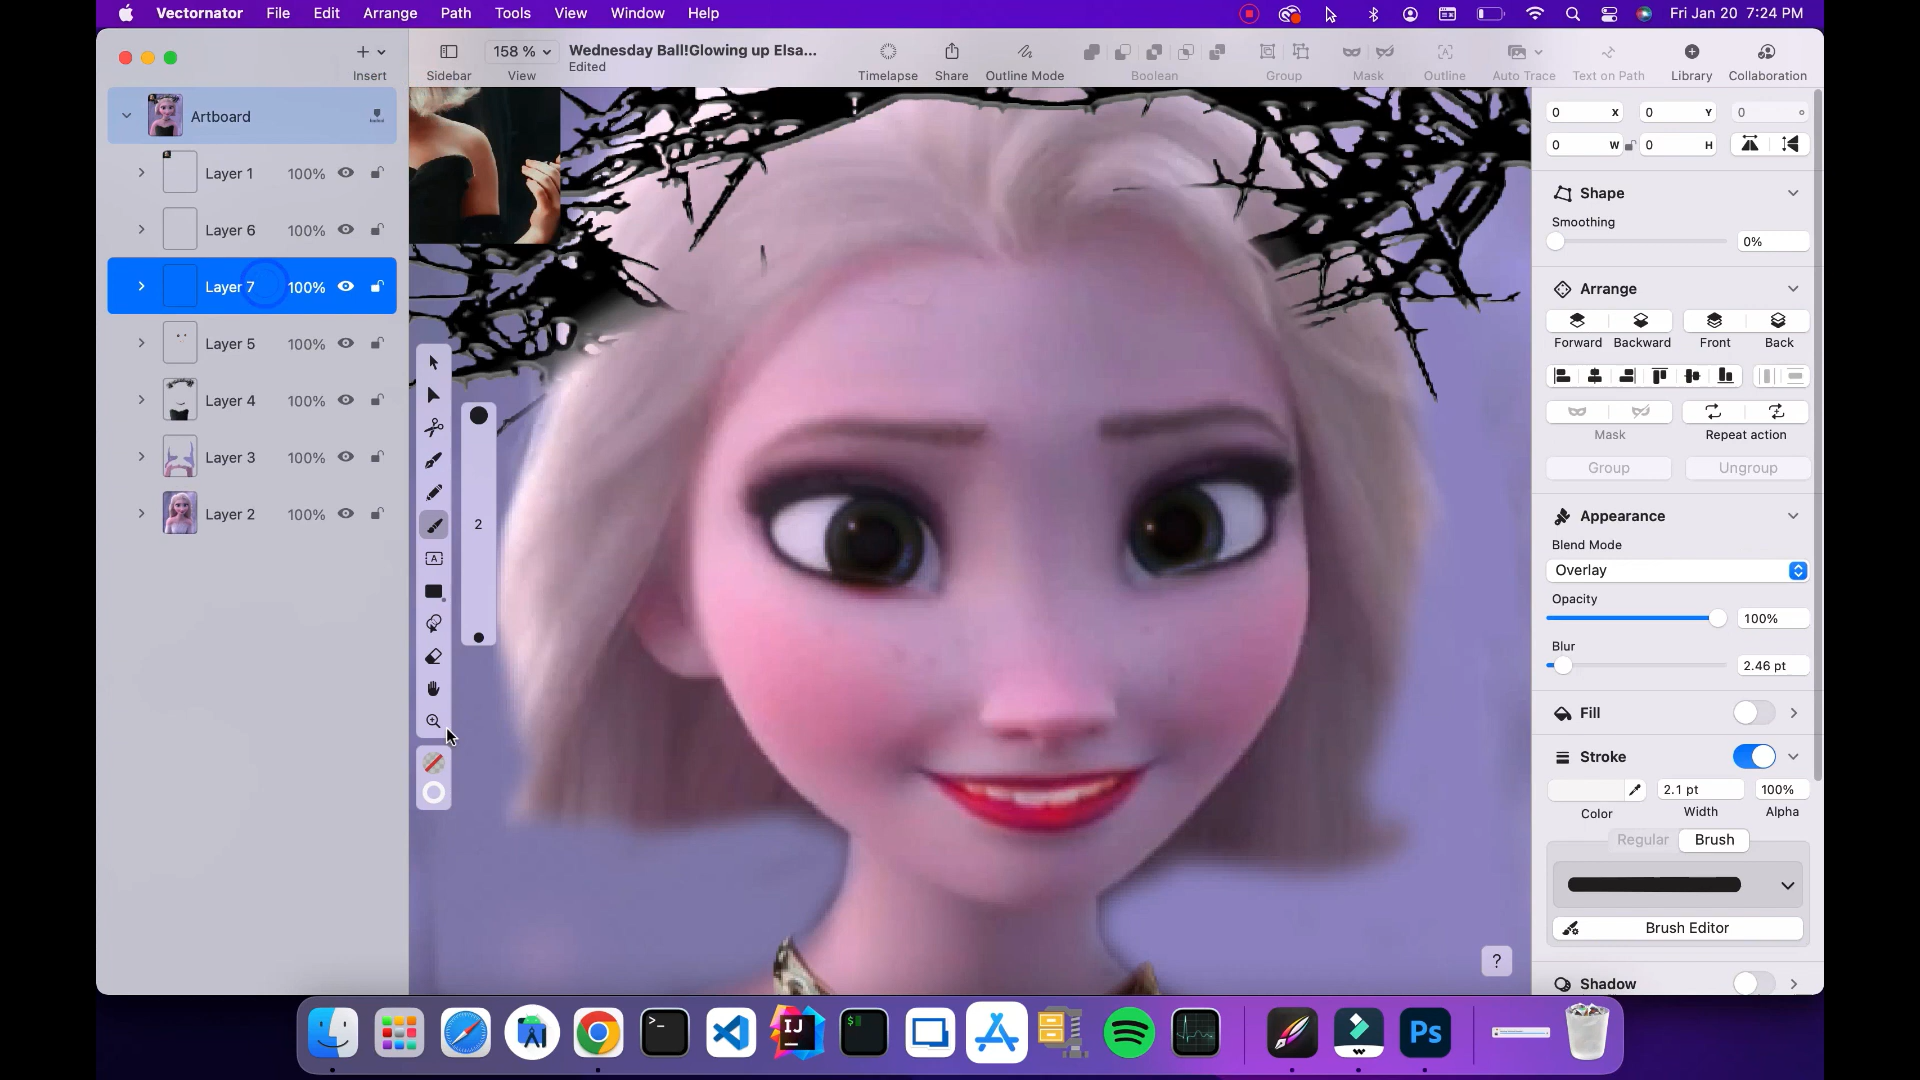 Vectornator File Edit Arrange Path Tools View Window Help Fri Jan 20 7:24 PM
Insert
Sidebar
158 %
View
Wednesday Ball!Glowing up Elsa...
Edited
Timelapse
Share
Outline Mode
Boolean
Group
Mask
Outline
Auto Trace
Text on Path
Library
Collaboration
Artboard
Layer 1 100%
Layer 6 100%
Layer 7 100%
Layer 5 100%
Layer 4 100%
Layer 3 100%
Layer 2 100%
A
2
0 X 0 Y 0
0 W 0 H
Shape
Smoothing
0%
Arrange
Forward Backward Front Back
Mask Repeat action
Group Ungroup
Appearance
Blend Mode
Overlay
Opacity
100%
Blur
2.46 pt
Fill
Stroke
2.1 pt 100%
Color Width Alpha
Regular Brush
Brush Editor
Shadow
?
IJ
Ps